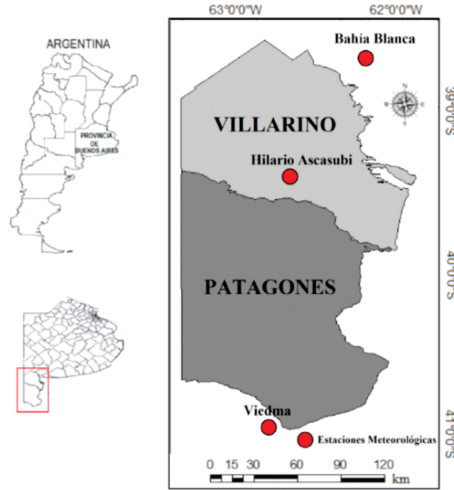 ARGENTINA
PROVINCIA
DE
BUENOS AIRES
63°0'0"W
62°0'0"W
Bahía Blanca
39°0'0"S
VILLARINO
Hilario Ascasubi
40°0'0"S
PATAGONES
Viedma
41°0'0"S
Estaciones Meteorológicas
0 15 30 60 90 120
km